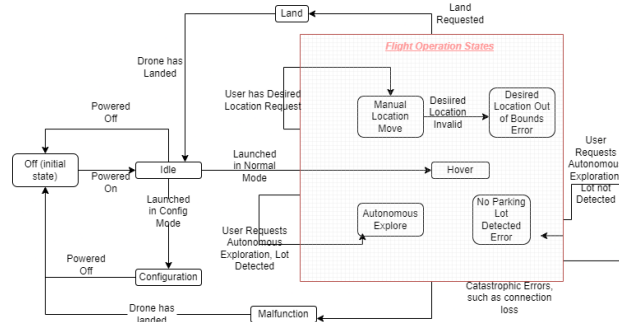 Land
Land
Requested
Flight Operation States
Drone has
Landed
User has Desired
Location Request
Manual
Location
Move
Desiired
Location
Invalid
Desired
Location Out
of Bounds
Error
Powered
Off
Off (initial
state)
Powered
On
Idle
Launched
in Normal
Mode
Hover
User
Requests
Autonomous
Exploration,
Lot not
Detected
Launched
in Config
Mode
Autonomous
Explore
No Parking
Lot
Detected
Error
User Requests
Autonomous
Exploration, Lot
Detected
Powered
Off
Configuration
Catastrophic Errors,
such as connection
loss
Drone has
landed
Malfunction